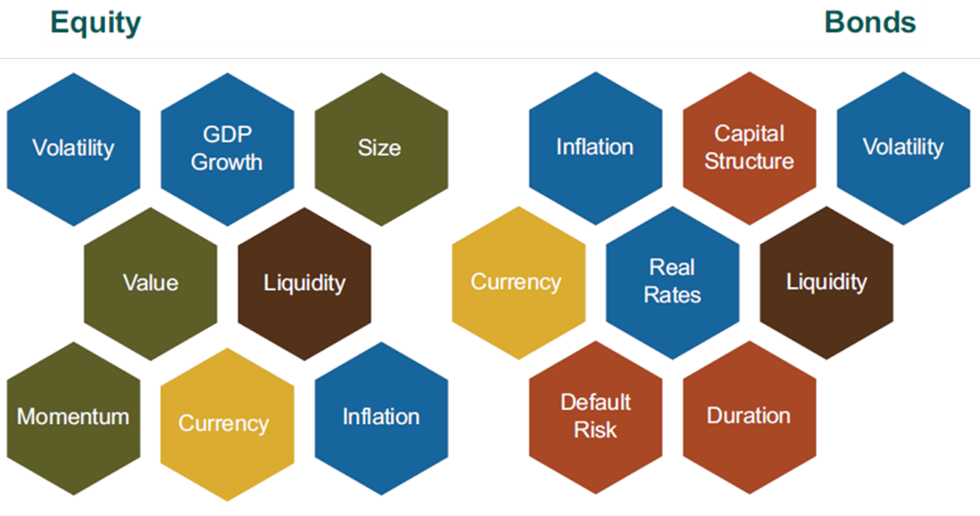 Equity
Bonds
Volatility
GDP
Growth
Size
Value
Liquidity
Momentum
Currency
Inflation
Inflation
Capital
Structure
Volatility
Currency
Real
Rates
Liquidity
Default
Risk
Duration